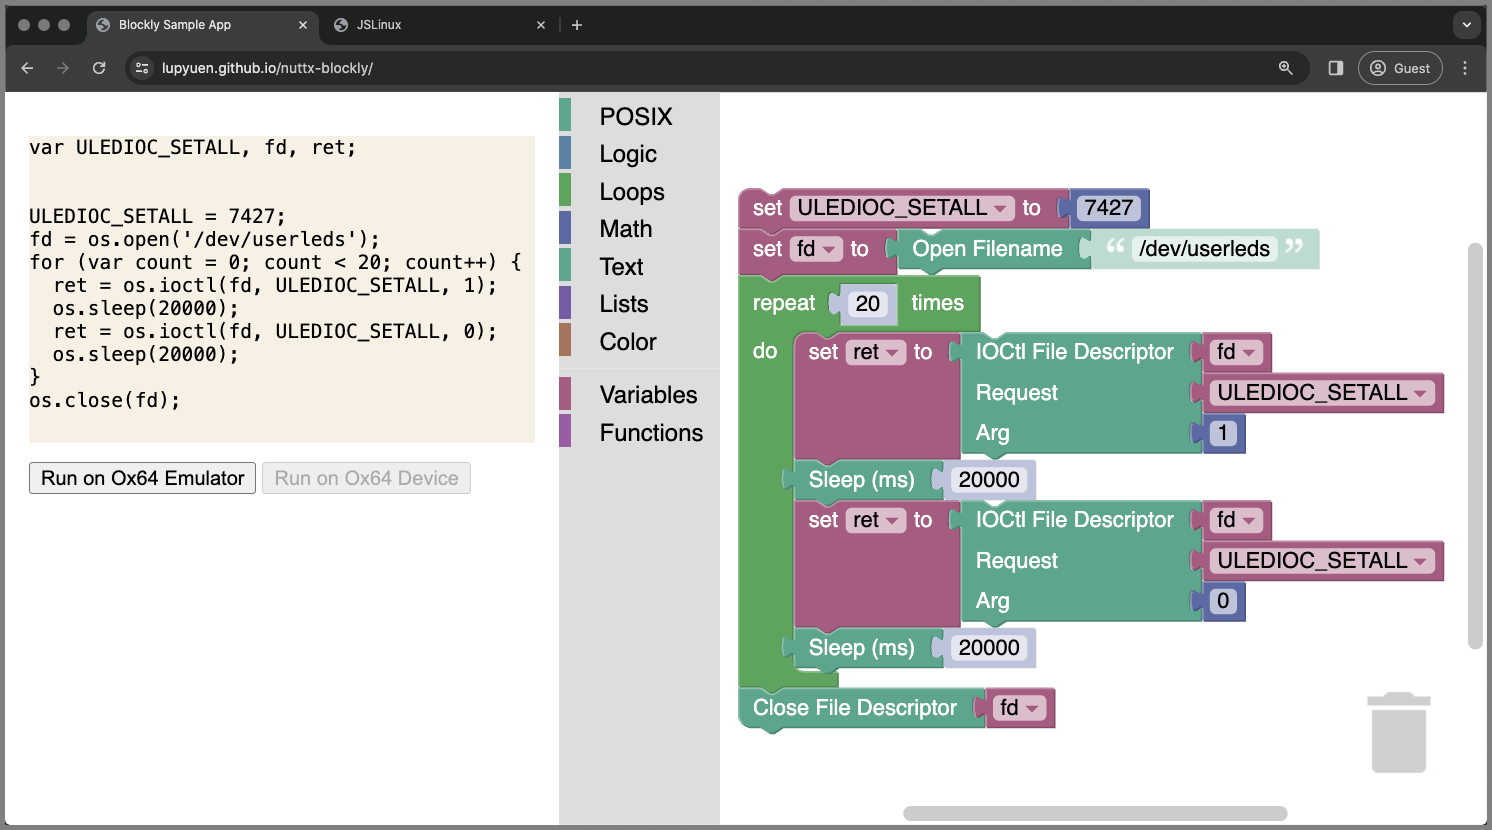 Blockly Sample App
JSLinux
lupyuen.github.io/nuttx-blockly/
Guest
var ULEDIOC_SETALL, fd, ret;
ULEDIOC_SETALL = 7427;
fd = os.open('/dev/userleds');
for (var count = 0; count < 20; count++) {
ret = os.ioctl(fd, ULEDIOC_SETALL, 1);
os.sleep(20000);
ret = os.ioctl(fd, ULEDIOC_SETALL, 0);
os.sleep(20000);
}
os.close(fd);
Run on Ox64 Emulator
Run on Ox64 Device
POSIX
Logic
Loops
Math
Text
Lists
Color
Variables
Functions
set ULEDIOC_SETALL to 7427
set fd to Open Filename “ /dev/userleds ”
repeat 20 times
do set ret to IOCtl File Descriptor fd
Request ULEDIOC_SETALL
Arg 1
Sleep (ms) 20000
set ret to IOCtl File Descriptor fd
Request ULEDIOC_SETALL
Arg 0
Sleep (ms) 20000
Close File Descriptor fd